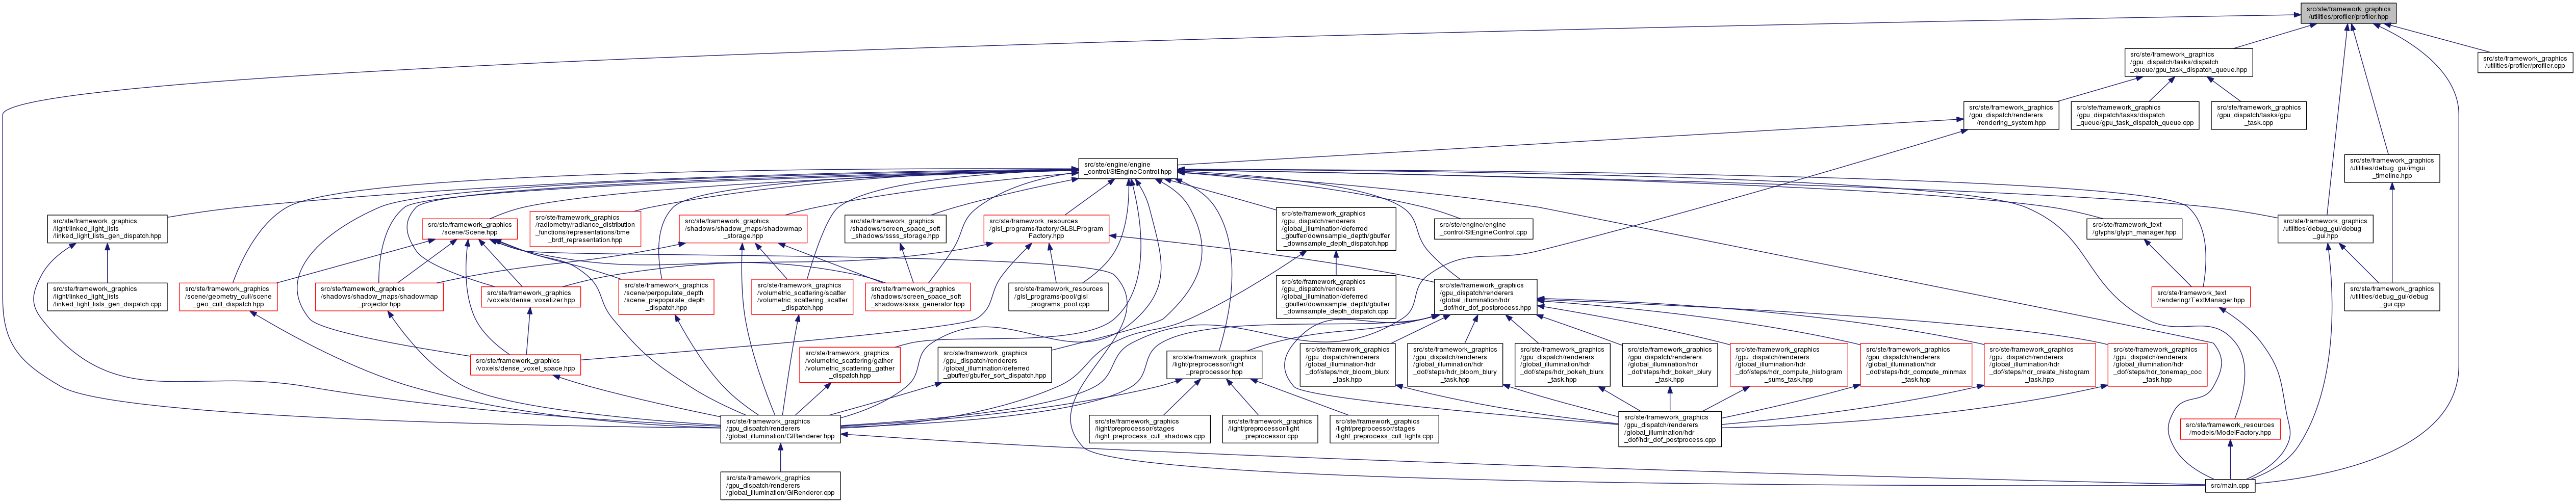 src/ste/framework_graphics
/utilities/profiler/profiler.hpp
src/ste/framework_graphics
/gpu_dispatch/tasks/dispatch
_queue/gpu_task_dispatch_queue.hpp
src/ste/framework_graphics
/utilities/profiler/profiler.cpp
src/ste/framework_graphics
/gpu_dispatch/renderers
/rendering_system.hpp
src/ste/framework_graphics
/gpu_dispatch/tasks/dispatch
_queue/gpu_task_dispatch_queue.cpp
src/ste/framework_graphics
/gpu_dispatch/tasks/gpu
_task.cpp
src/ste/engine/engine
_control/StEngineControl.hpp
src/ste/framework_graphics
/utilities/debug_gui/imgui
_timeline.hpp
src/ste/framework_graphics
/light/linked_light_lists
/linked_light_lists_gen_dispatch.hpp
src/ste/framework_graphics
/scene/Scene.hpp
src/ste/framework_graphics
/radiometry/radiance_distribution
_functions/representations/bme
_brdf_representation.hpp
src/ste/framework_graphics
/shadows/shadow_maps/shadowmap
_storage.hpp
src/ste/framework_graphics
/shadows/screen_space_soft
_shadows/ssss_storage.hpp
src/ste/framework_resources
/glsl_programs/factory/GLSLProgram
Factory.hpp
src/ste/framework_graphics
/gpu_dispatch/renderers
/global_illumination/deferred
_gbuffer/downsample_depth/gbuffer
_downsample_depth_dispatch.hpp
src/ste/engine/engine
_control/StEngineControl.cpp
src/ste/framework_text
/glyphs/glyph_manager.hpp
src/ste/framework_graphics
/utilities/debug_gui/debug
_gui.hpp
src/ste/framework_graphics
/light/linked_light_lists
/linked_light_lists_gen_dispatch.cpp
src/ste/framework_graphics
/scene/geometry_cull/scene
_geo_cull_dispatch.hpp
src/ste/framework_graphics
/shadows/shadow_maps/shadowmap
_projector.hpp
src/ste/framework_graphics
/voxels/dense_voxelizer.hpp
src/ste/framework_graphics
/scene/perpopulate_depth
/scene_prepopulate_depth
_dispatch.hpp
src/ste/framework_graphics
/volumetric_scattering/scatter
/volumetric_scattering_scatter
_dispatch.hpp
src/ste/framework_graphics
/shadows/screen_space_soft
_shadows/ssss_generator.hpp
src/ste/framework_resources
/glsl_programs/pool/glsl
_programs_pool.cpp
src/ste/framework_graphics
/gpu_dispatch/renderers
/global_illumination/deferred
_gbuffer/downsample_depth/gbuffer
_downsample_depth_dispatch.cpp
src/ste/framework_graphics
/gpu_dispatch/renderers
/global_illumination/hdr
_dof/hdr_dof_postprocess.hpp
src/ste/framework_text
/rendering/TextManager.hpp
src/ste/framework_graphics
/utilities/debug_gui/debug
_gui.cpp
src/ste/framework_graphics
/voxels/dense_voxel_space.hpp
src/ste/framework_graphics
/volumetric_scattering/gather
/volumetric_scattering_gather
_dispatch.hpp
src/ste/framework_graphics
/gpu_dispatch/renderers
/global_illumination/deferred
_gbuffer/gbuffer_sort_dispatch.hpp
src/ste/framework_graphics
/light/preprocessor/light
_preprocessor.hpp
src/ste/framework_graphics
/gpu_dispatch/renderers
/global_illumination/hdr
_dof/steps/hdr_bloom_blurx
_task.hpp
src/ste/framework_graphics
/gpu_dispatch/renderers
/global_illumination/hdr
_dof/steps/hdr_bloom_blury
_task.hpp
src/ste/framework_graphics
/gpu_dispatch/renderers
/global_illumination/hdr
_dof/steps/hdr_bokeh_blurx
_task.hpp
src/ste/framework_graphics
/gpu_dispatch/renderers
/global_illumination/hdr
_dof/steps/hdr_bokeh_blury
_task.hpp
src/ste/framework_graphics
/gpu_dispatch/renderers
/global_illumination/hdr
_dof/steps/hdr_compute_histogram
_sums_task.hpp
src/ste/framework_graphics
/gpu_dispatch/renderers
/global_illumination/hdr
_dof/steps/hdr_compute_minmax
_task.hpp
src/ste/framework_graphics
/gpu_dispatch/renderers
/global_illumination/hdr
_dof/steps/hdr_create_histogram
_task.hpp
src/ste/framework_graphics
/gpu_dispatch/renderers
/global_illumination/hdr
_dof/steps/hdr_tonemap_coc
_task.hpp
src/ste/framework_graphics
/gpu_dispatch/renderers
/global_illumination/GIRenderer.hpp
src/ste/framework_graphics
/light/preprocessor/stages
/light_preprocess_cull_shadows.cpp
src/ste/framework_graphics
/light/preprocessor/light
_preprocessor.cpp
src/ste/framework_graphics
/light/preprocessor/stages
/light_preprocess_cull_lights.cpp
src/ste/framework_graphics
/gpu_dispatch/renderers
/global_illumination/hdr
_dof/hdr_dof_postprocess.cpp
src/ste/framework_resources
/models/ModelFactory.hpp
src/ste/framework_graphics
/gpu_dispatch/renderers
/global_illumination/GIRenderer.cpp
src/main.cpp